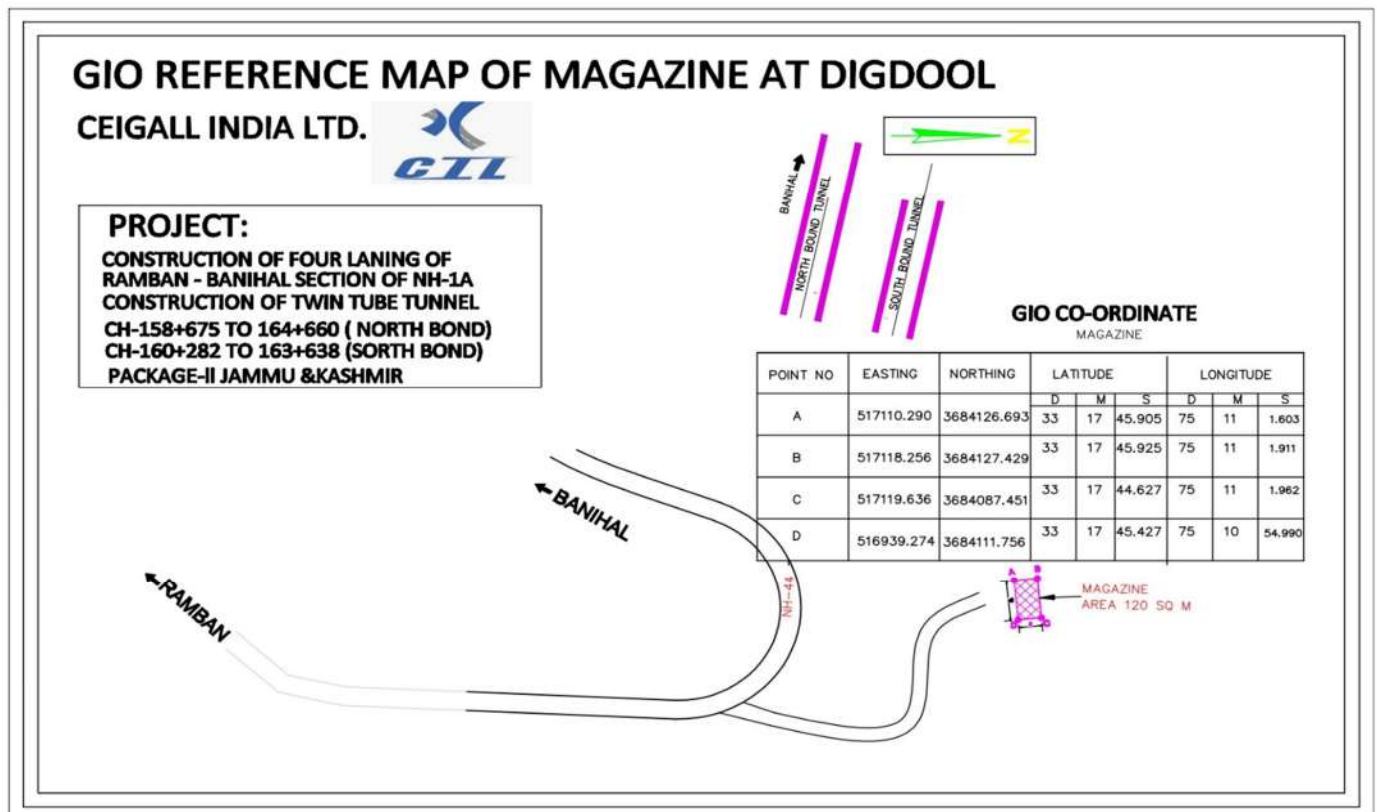 GIO REFERENCE MAP OF MAGAZINE AT DIGDOOL
CEIGALL INDIA LTD.
CIL
PROJECT:
CONSTRUCTION OF FOUR LANING OF
RAMBAN - BANIHAL SECTION OF NH-1A
CONSTRUCTION OF TWIN TUBE TUNNEL
CH-158+675 TO 164+660 ( NORTH BOND)
CH-160+282 TO 163+638 (SORTH BOND)
PACKAGE-II JAMMU &KASHMIR
N
BANIHAL
NORTH BOUND TUNNEL
SOUTH BOUND TUNNEL
GIO CO-ORDINATE
MAGAZINE
POINT NO EASTING NORTHING LATITUDE LONGITUDE
D M S D M S
A 517110.290 3684126.693 33 17 45.905 75 11 1.603
B 517118.256 3684127.429 33 17 45.925 75 11 1.911
C 517119.636 3684087.451 33 17 44.627 75 11 1.962
D 516939.274 3684111.756 33 17 45.427 75 10 54.990
BANIHAL
RAMBAN
NH-44
A B
MAGAZINE
AREA 120 SQ M